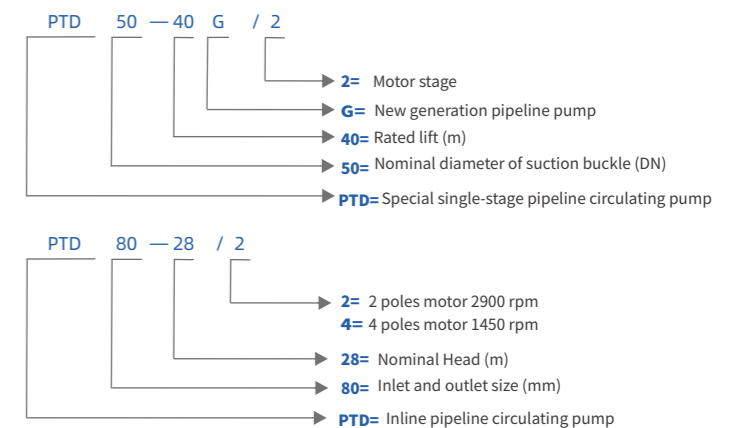 PTD 50 — 40 G / 2
2= Motor stage
G= New generation pipeline pump
40= Rated lift (m)
50= Nominal diameter of suction buckle (DN)
PTD= Special single-stage pipeline circulating pump
PTD 80 — 28 / 2
2= 2 poles motor 2900 rpm
4= 4 poles motor 1450 rpm
28= Nominal Head (m)
80= Inlet and outlet size (mm)
PTD= Inline pipeline circulating pump